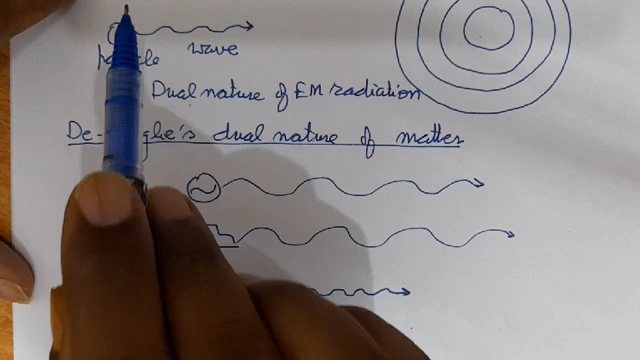 wave
Dual nature of EM radiation
dual nature of matter